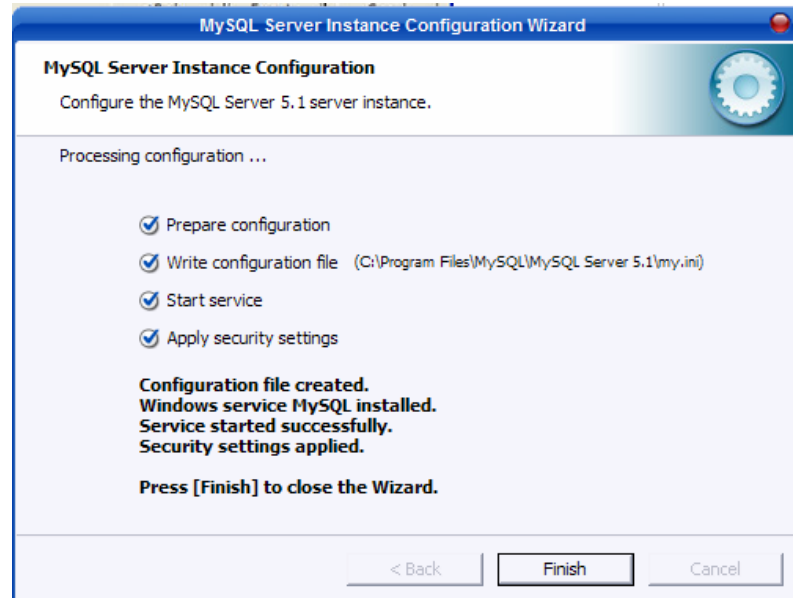 MySQL Server Instance Configuration Wizard
MySQL Server Instance Configuration
Configure the MySQL Server 5.1 server instance.
Processing configuration ...
Prepare configuration
Write configuration file (C:\Program Files\MySQL\MySQL Server 5.1\my.ini)
Start service
Apply security settings
Configuration file created.
Windows service MySQL installed.
Service started successfully.
Security settings applied.
Press [Finish] to close the Wizard.
< Back Finish Cancel